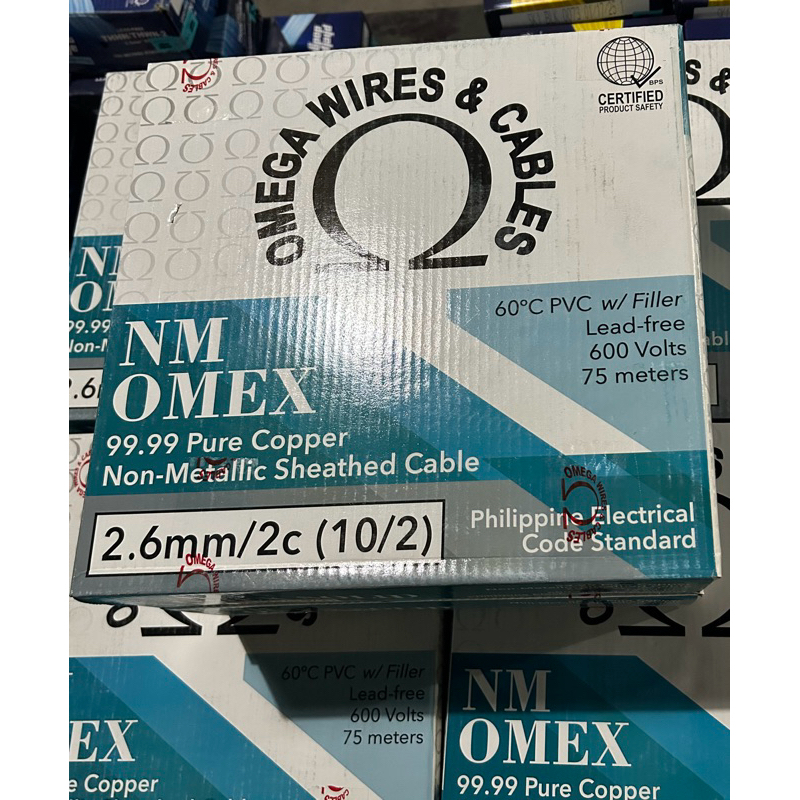 OMEGA WIRES & CABLES
BPS
CERTIFIED
PRODUCT SAFETY
60°C PVC w/ Filler
Lead-free
600 Volts
75 meters
NM
OMEX
99.99 Pure Copper
Non-Metallic Sheathed Cable
2.6mm/2c (10/2)
Philippine Electrical
Code Standard
60°C PVC w/ Filler
Lead-free
600 Volts
75 meters
EX
e Copper
NM
OMEX
99.99 Pure Copper